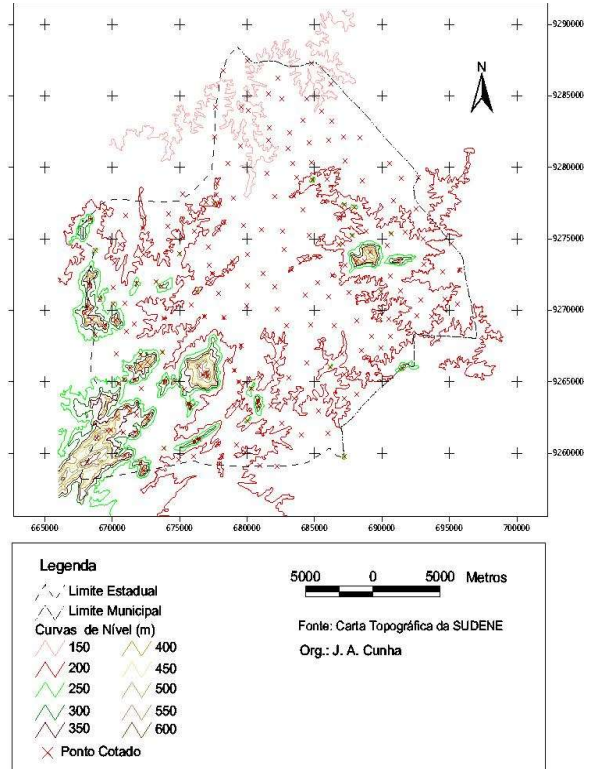 9290000
N
9285000
9280000
9275000
9270000
9265000
9260000
665000 670000 675000 680000 685000 690000 695000 700000
Legenda
Limite Estadual
Limite Municipal
Curvas de Nível (m)
150 400
200 450
250 500
300 550
350 600
Ponto Cotado
5000 0 5000 Metros
Fonte: Carta Topográfica da SUDENE
Org.: J. A. Cunha